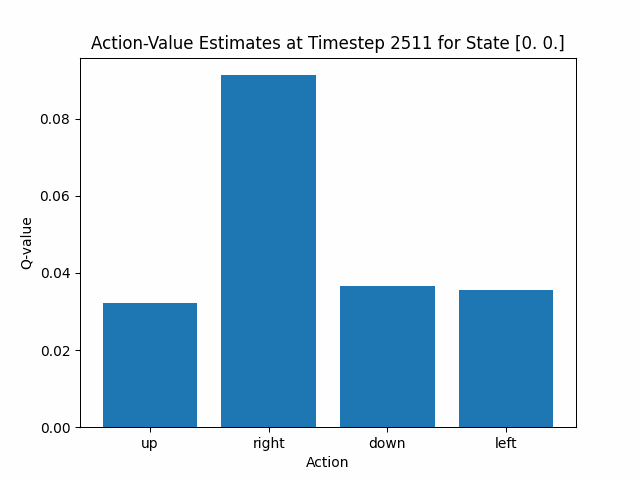 Action-Value Estimates at Timestep 2511 for State [0. 0.]
Q-value
0.08
0.06
0.04
0.02
0.00
up right down left
Action